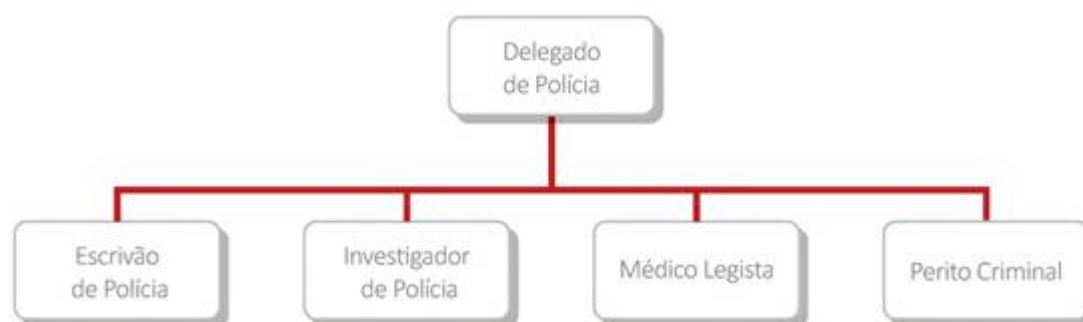 Delegado
de Polícia
Escrivão
de Polícia
Investigador
de Polícia
Médico Legista
Perito Criminal